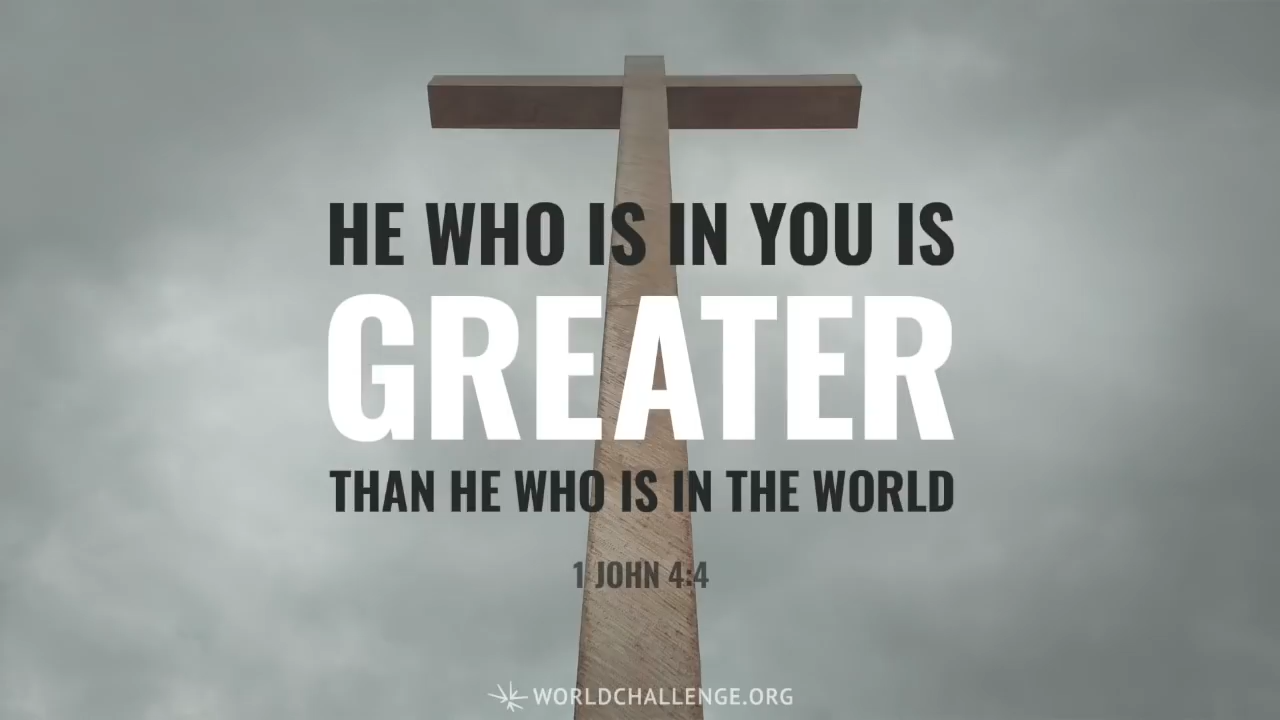 HE WHO IS IN YOU IS
GREATER
THAN HE WHO IS IN THE WORLD
1 JOHN 4:4
WORLDCHALLENGE.ORG